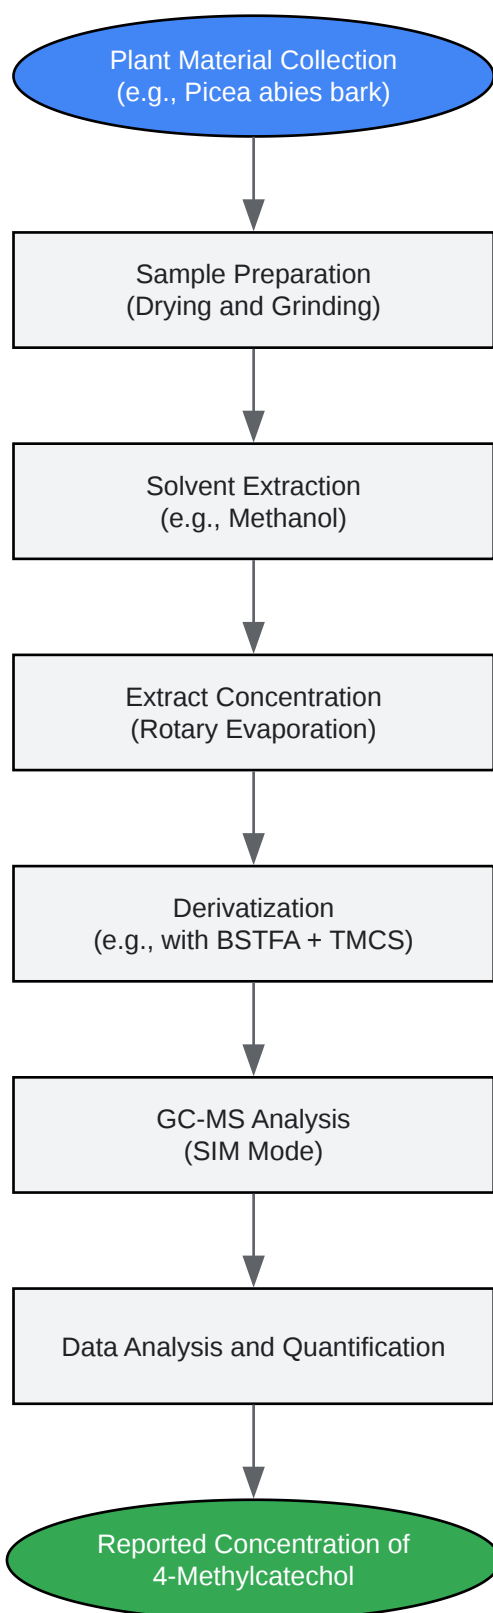 Plant Material Collection
(e.g., Picea abies bark)
Sample Preparation
(Drying and Grinding)
Solvent Extraction
(e.g., Methanol)
Extract Concentration
(Rotary Evaporation)
Derivatization
(e.g., with BSTFA + TMCS)
GC-MS Analysis
(SIM Mode)
Data Analysis and Quantification
Reported Concentration of
4-Methylcatechol